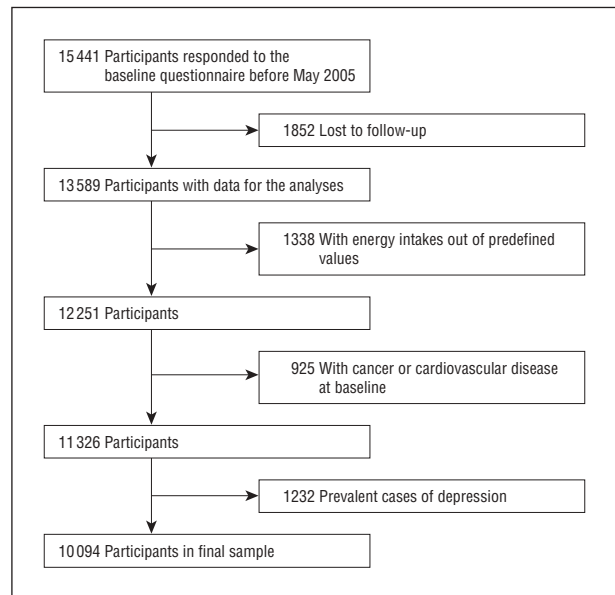 15 441 Participants responded to the
baseline questionnaire before May 2005
1852 Lost to follow-up
13 589 Participants with data for the analyses
1338 With energy intakes out of predefined
values
12 251 Participants
925 With cancer or cardiovascular disease
at baseline
11 326 Participants
1232 Prevalent cases of depression
10 094 Participants in final sample